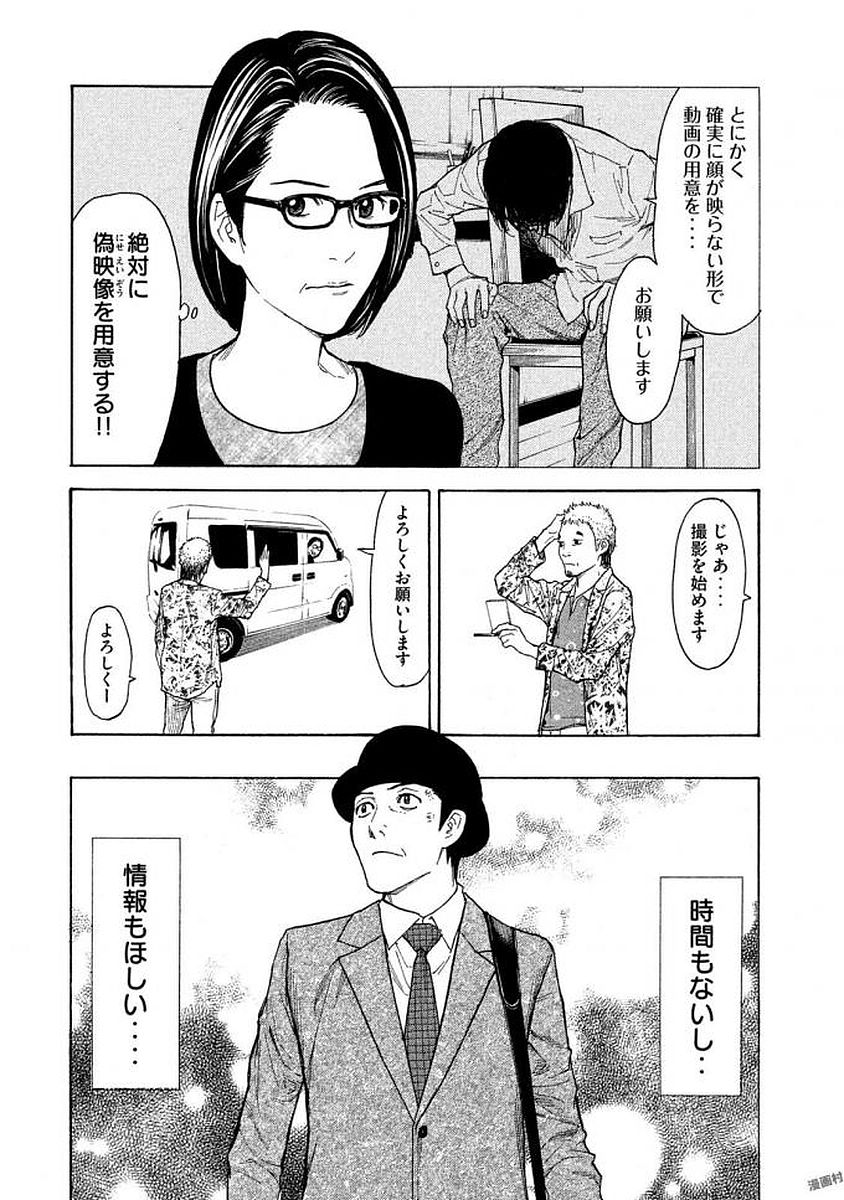 とにかく
確実に顔が映らない形で
動画の用意を‥‥
お願いします
絶対に
偽映像を用意する!!
にせえいぞう
じゃあ‥‥
撮影を始めます
よろしくお願いします
よろしくー
時間もないし‥
情報もほしい‥‥
漫画村